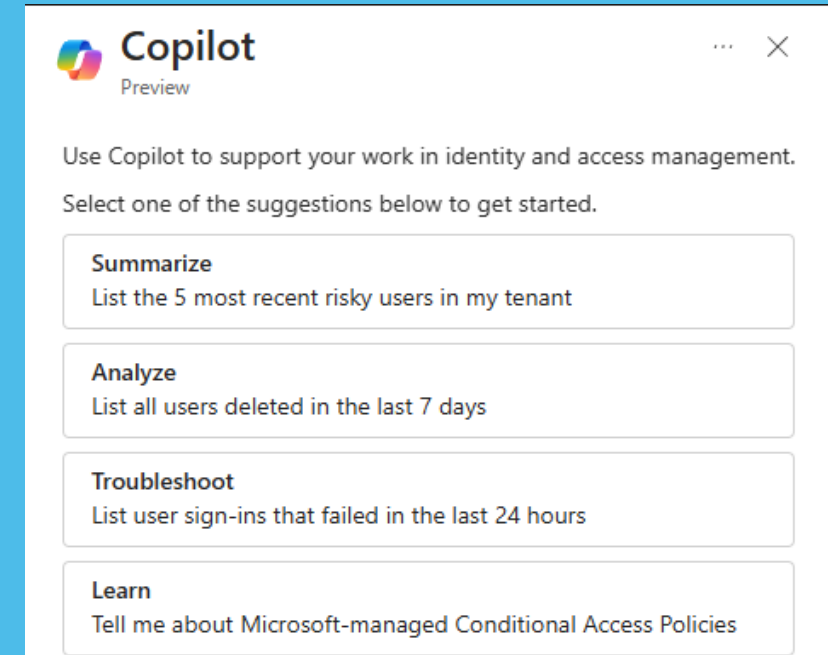 Copilot
Preview
Use Copilot to support your work in identity and access management.
Select one of the suggestions below to get started.
Summarize
List the 5 most recent risky users in my tenant
Analyze
List all users deleted in the last 7 days
Troubleshoot
List user sign-ins that failed in the last 24 hours
Learn
Tell me about Microsoft-managed Conditional Access Policies